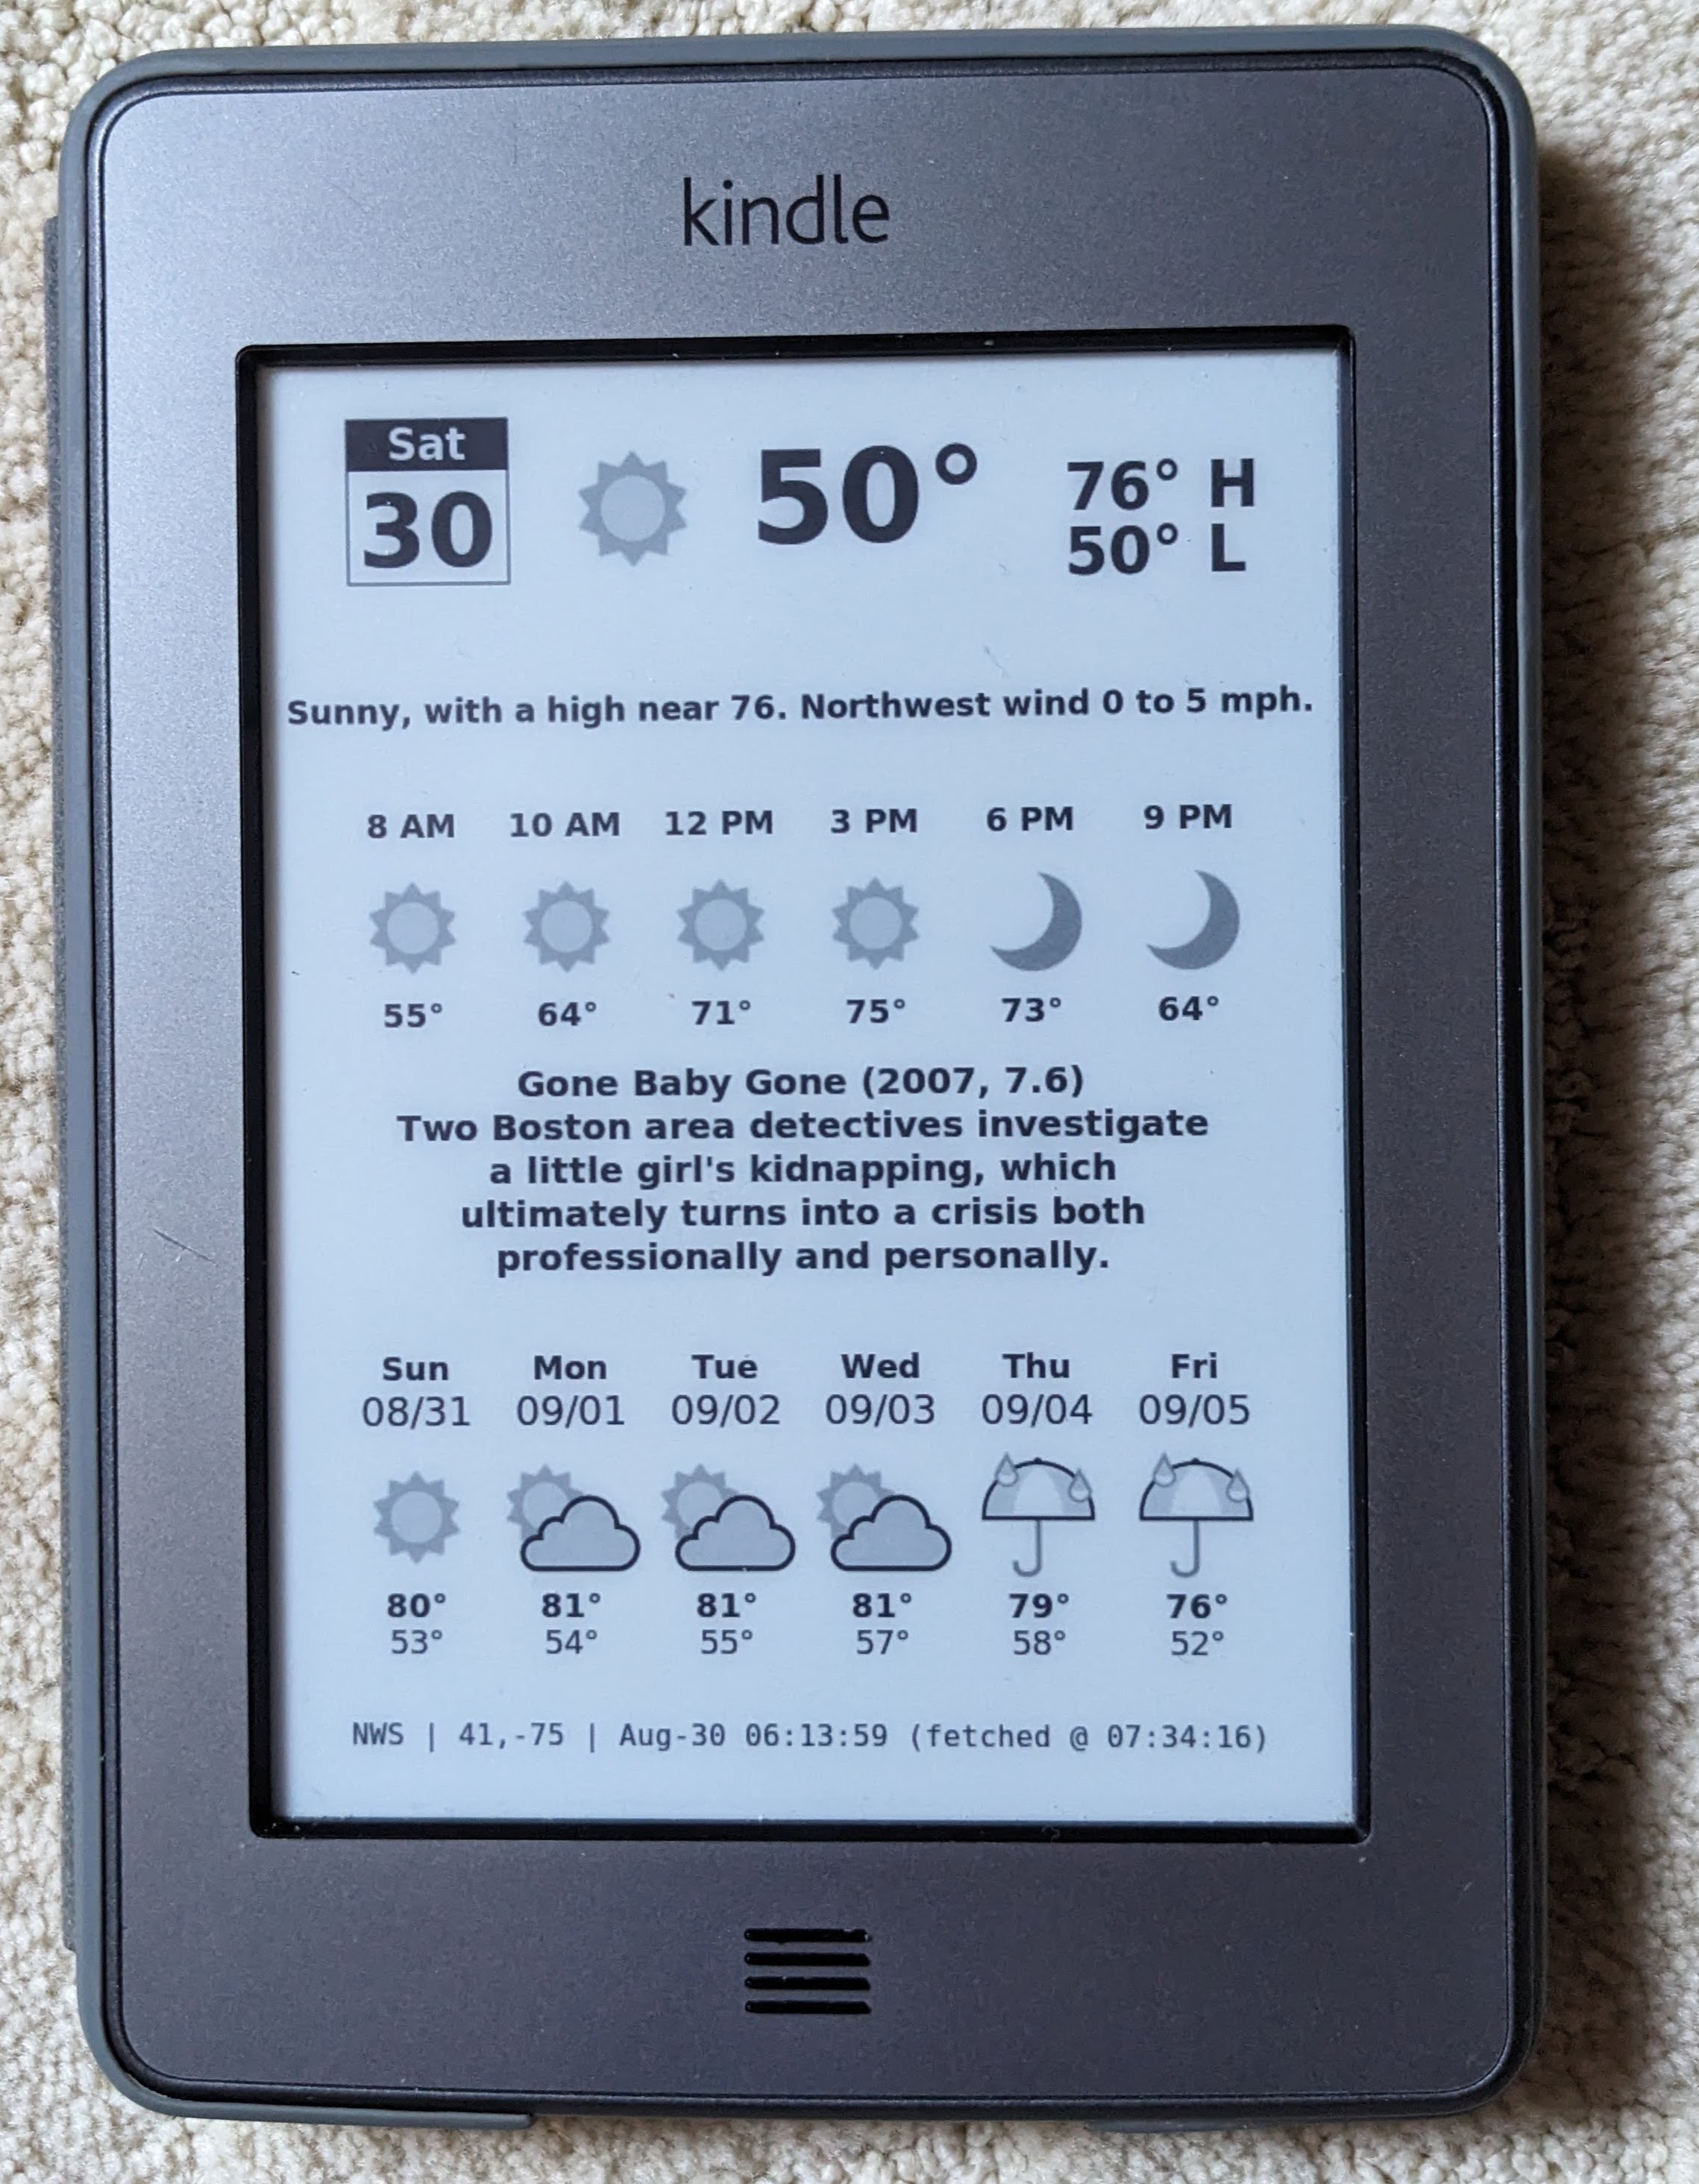 kindle
Sat
30
50°
76° H
50° L
Sunny, with a high near 76. Northwest wind 0 to 5 mph.
8 AM 10 AM 12 PM 3 PM 6 PM 9 PM
55° 64° 71° 75° 73° 64°
Gone Baby Gone (2007, 7.6)
Two Boston area detectives investigate
a little girl's kidnapping, which
ultimately turns into a crisis both
professionally and personally.
Sun Mon Tue Wed Thu Fri
08/31 09/01 09/02 09/03 09/04 09/05
80° 81° 81° 81° 79° 76°
53° 54° 55° 57° 58° 52°
NWS | 41,-75 | Aug-30 06:13:59 (fetched @ 07:34:16)